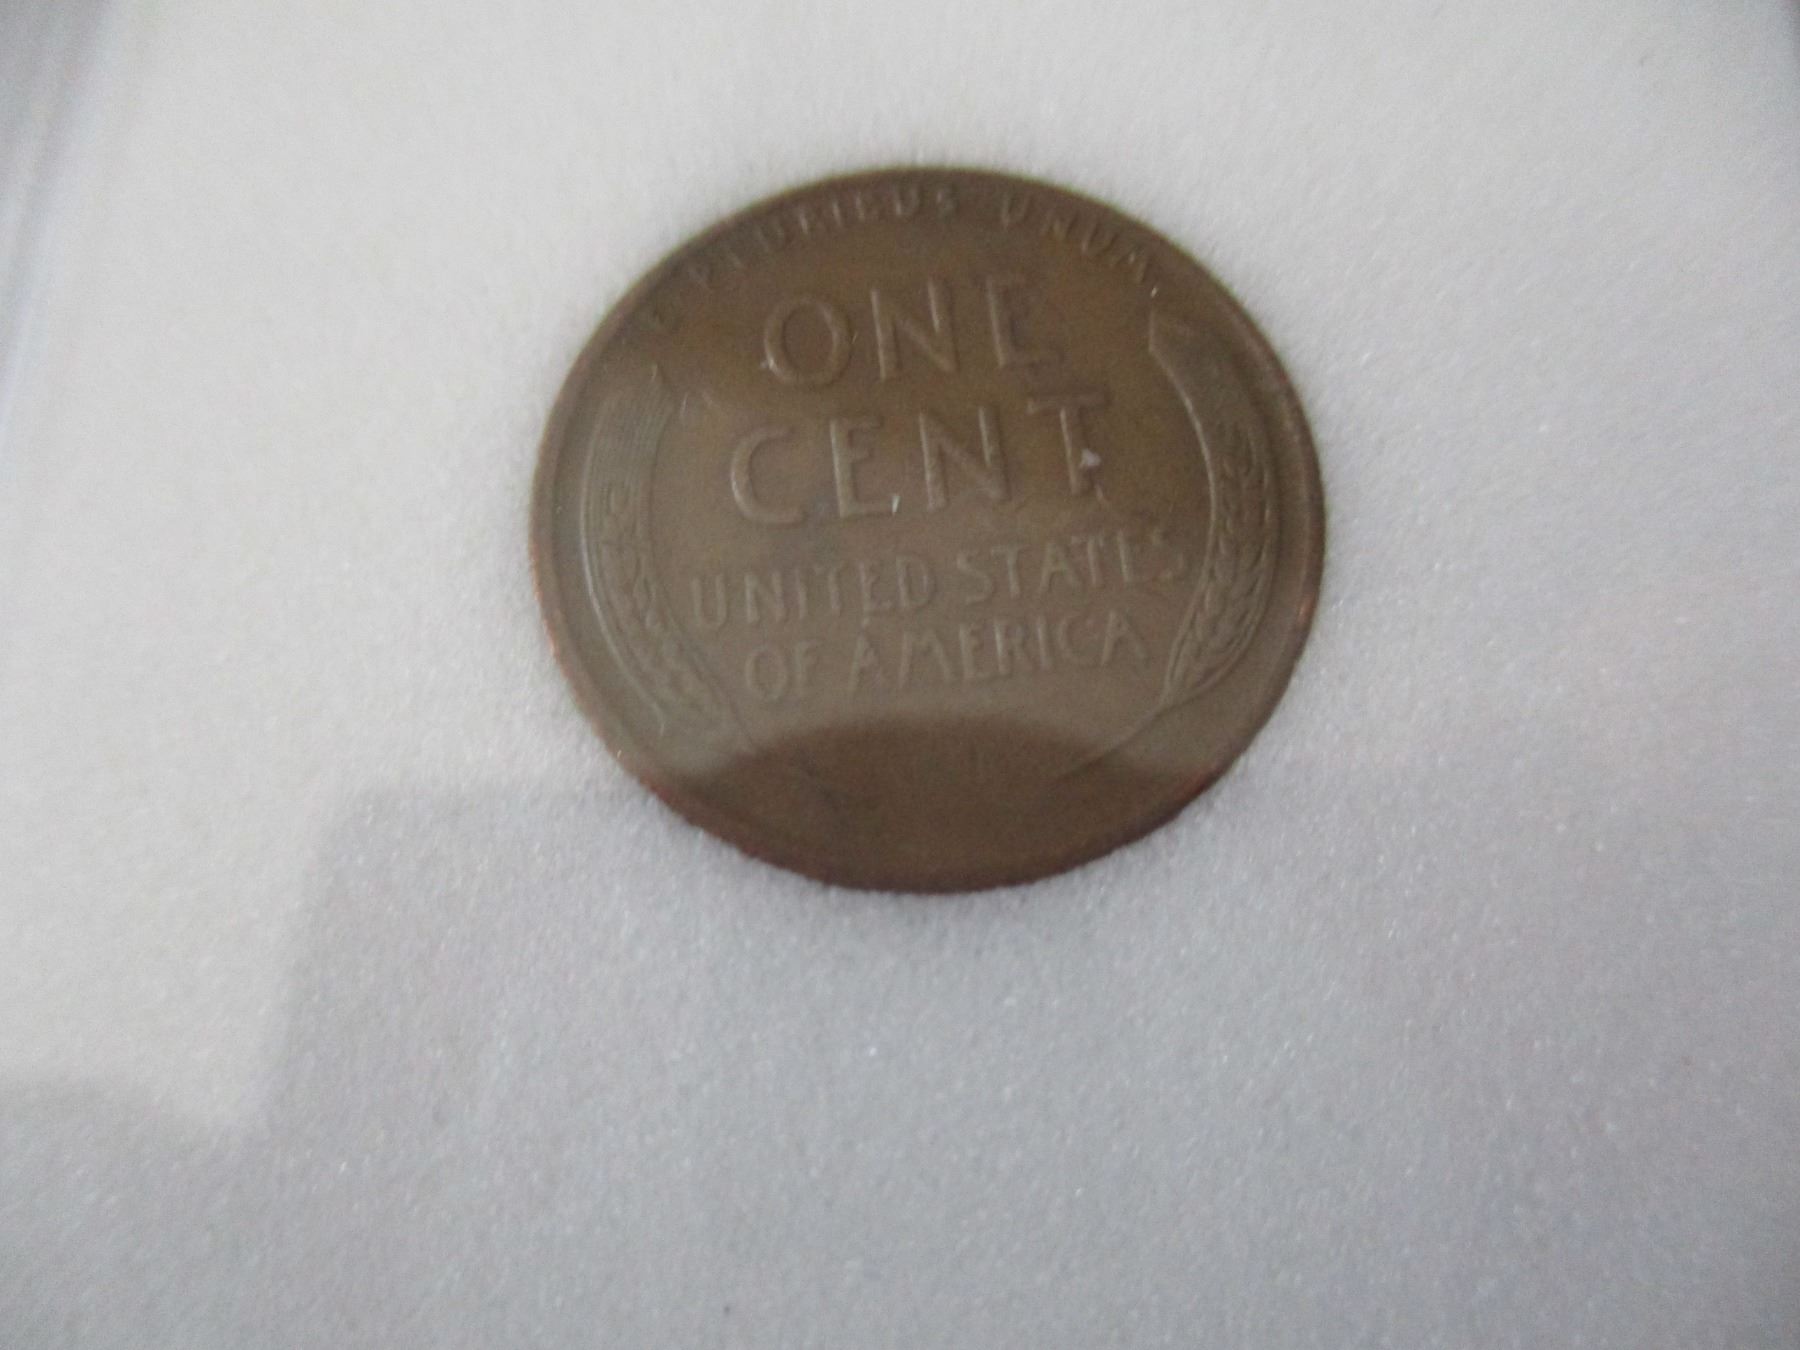 E PLURIBUS UNUM
ONE
CENT
UNITED STATES
OF AMERICA